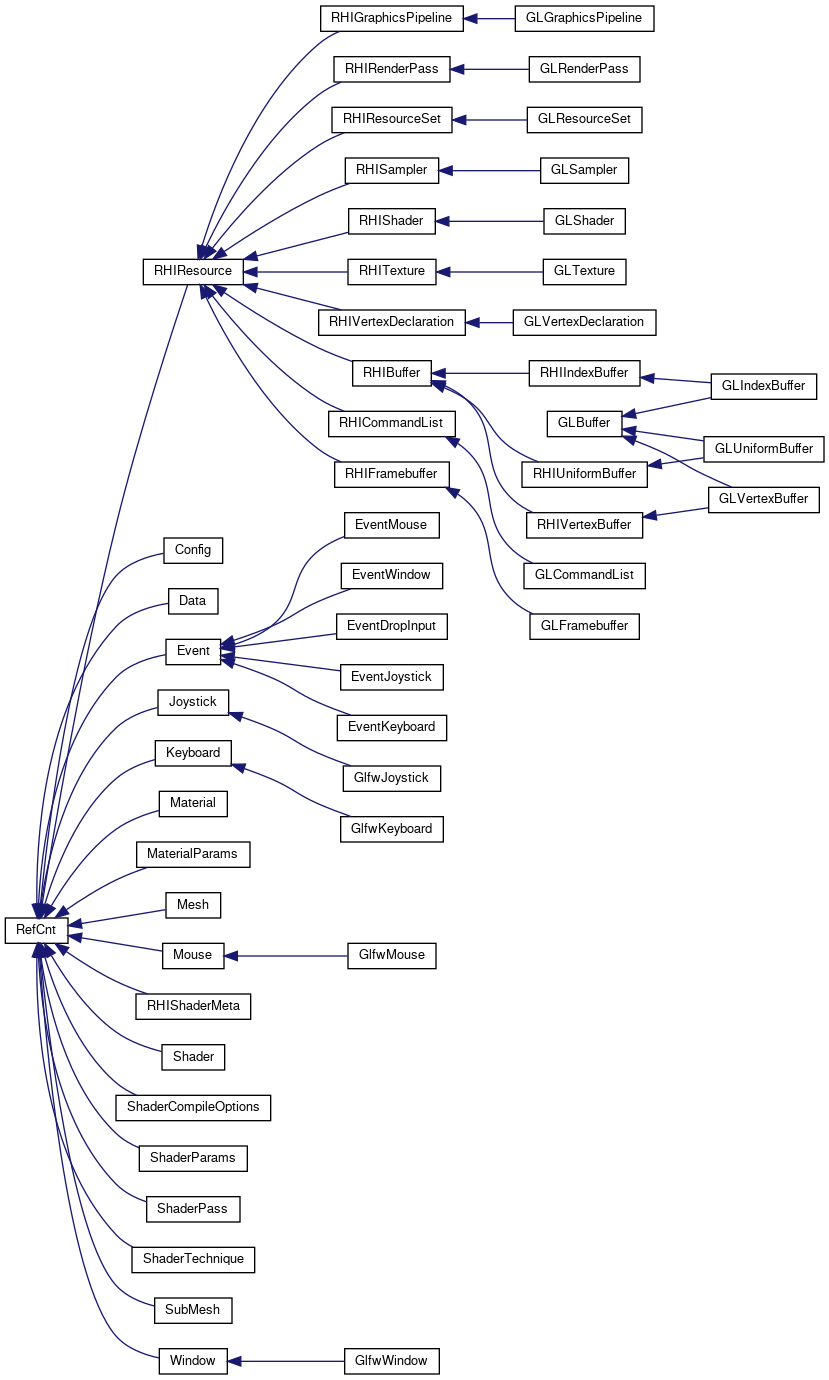 RHIGraphicsPipeline
GLGraphicsPipeline
RHIRenderPass
GLRenderPass
RHIResourceSet
GLResourceSet
RHISampler
GLSampler
RHIShader
GLShader
RHIResource
RHITexture
GLTexture
RHIVertexDeclaration
GLVertexDeclaration
RHIBuffer
RHIIndexBuffer
GLIndexBuffer
RHICommandList
GLBuffer
GLUniformBuffer
RHIFramebuffer
RHIUniformBuffer
GLVertexBuffer
EventMouse
RHIVertexBuffer
Config
EventWindow
GLCommandList
Data
EventDropInput
GLFramebuffer
Event
EventJoystick
Joystick
EventKeyboard
Keyboard
GlfwJoystick
Material
GlfwKeyboard
MaterialParams
Mesh
RefCnt
Mouse
GlfwMouse
RHIShaderMeta
Shader
ShaderCompileOptions
ShaderParams
ShaderPass
ShaderTechnique
SubMesh
Window
GlfwWindow